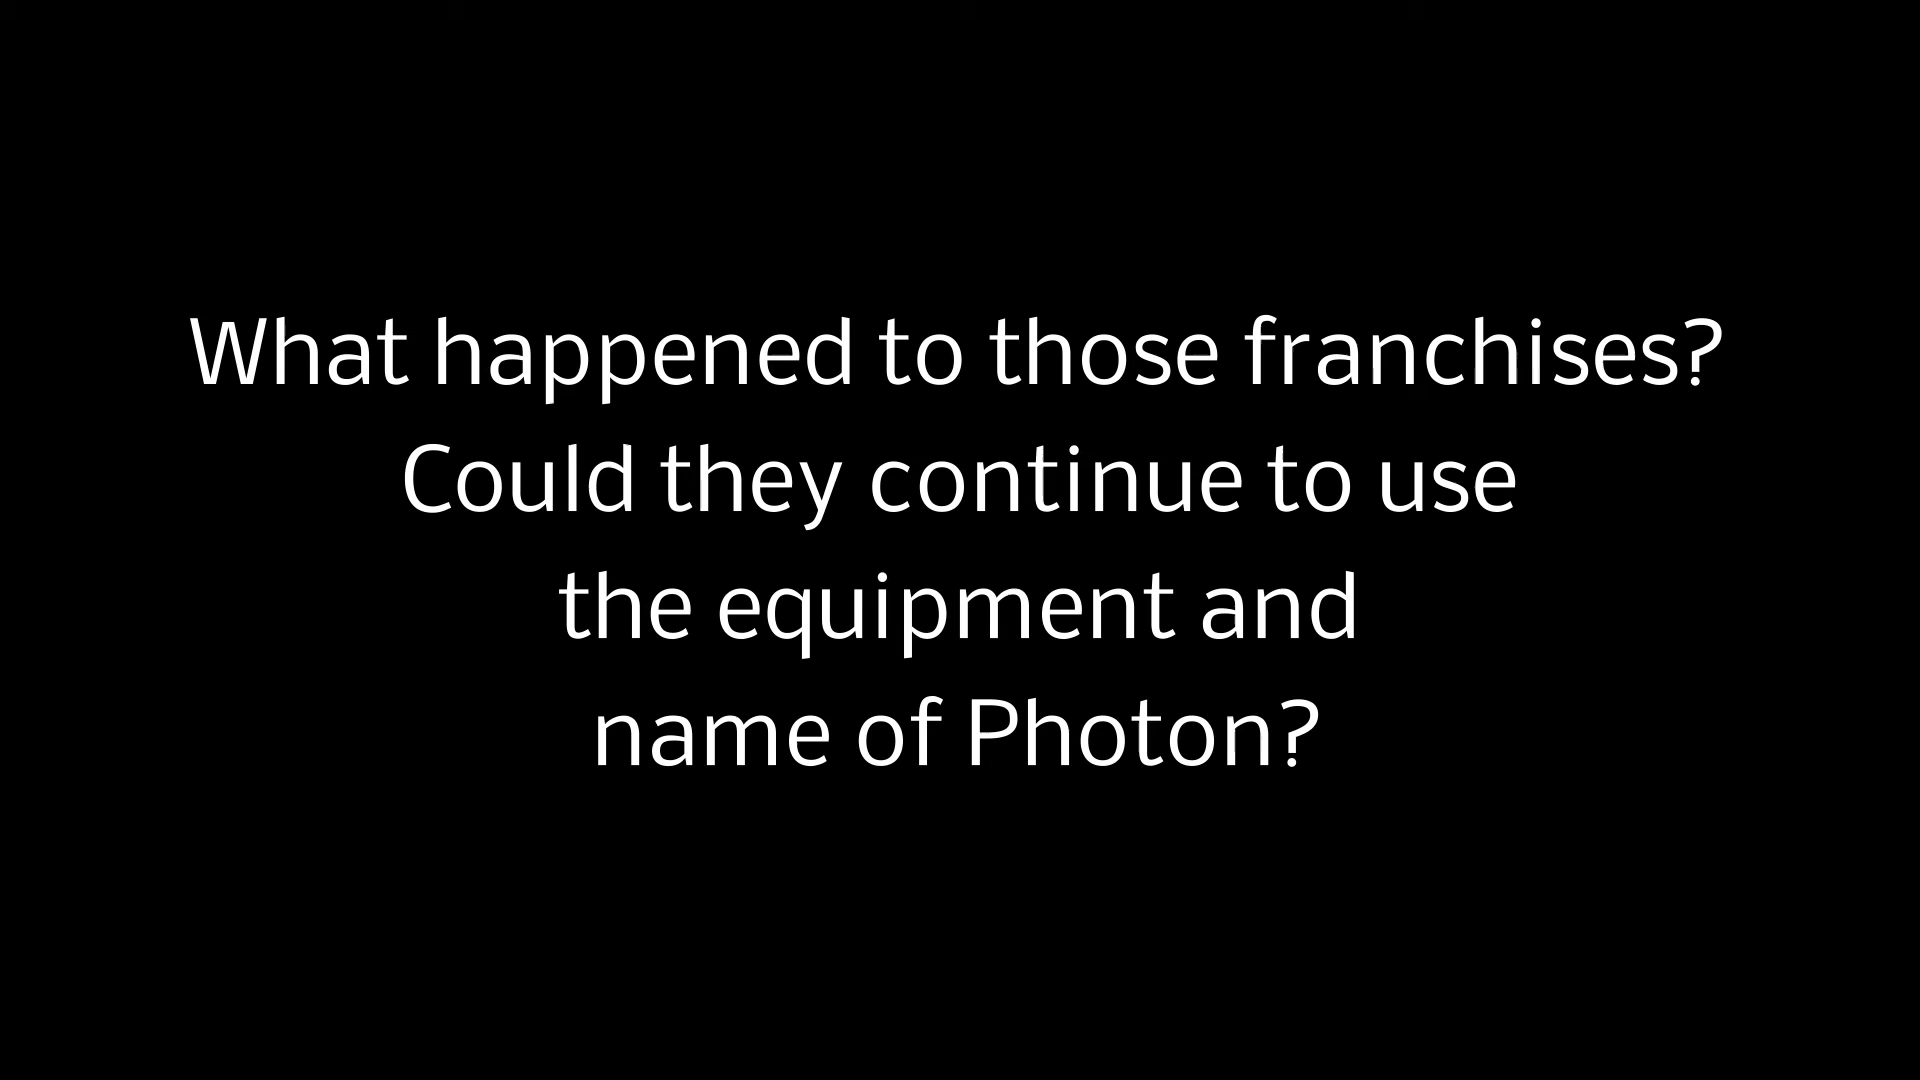 What happened to those franchises?
Could they continue to use
the equipment and
name of Photon?